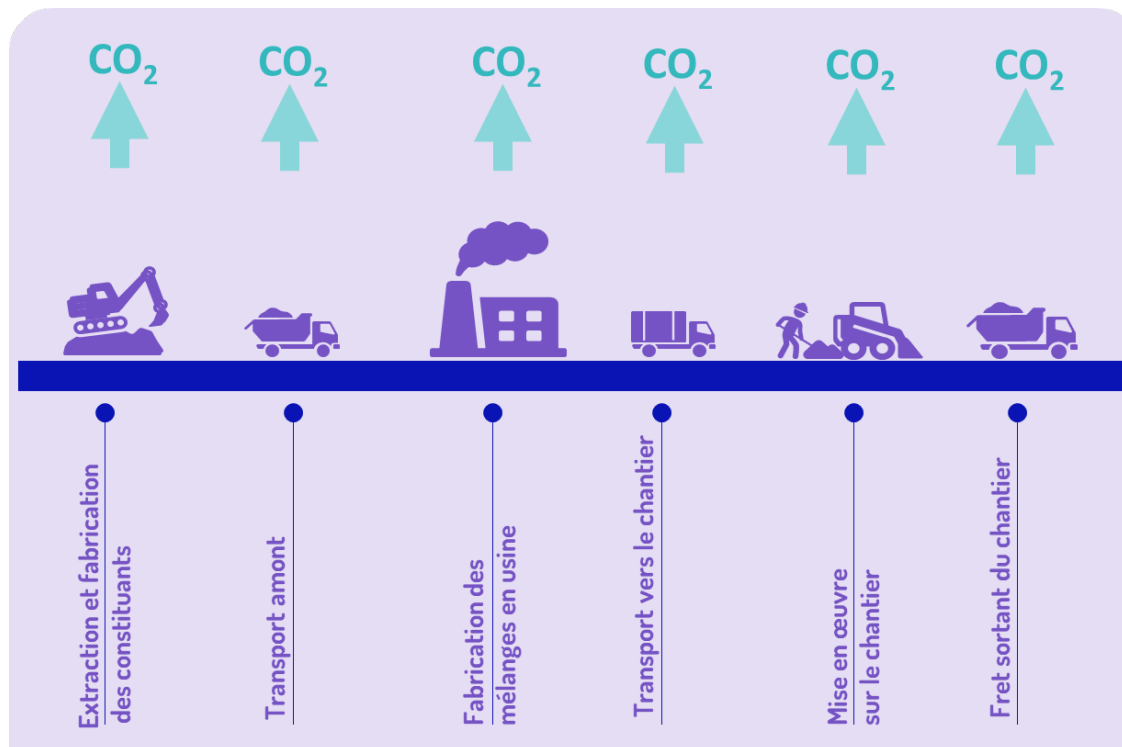 CO₂
CO₂
CO₂
CO₂
CO₂
CO₂
Extraction et fabrication
des constituants
Transport amont
Fabrication des
mélanges en usine
Transport vers le chantier
Mise en œuvre
sur le chantier
Fret sortant du chantier